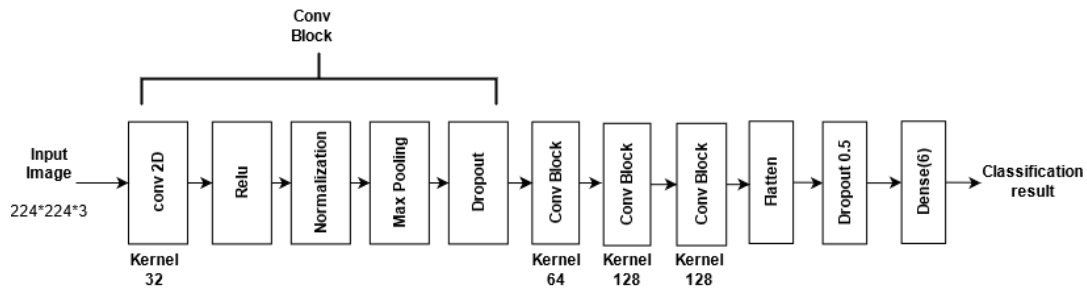 Conv
Block
Input
Image
224*224*3
conv 2D
Relu
Normalization
Max Pooling
Dropout
Conv Block
Conv Block
Conv Block
Flatten
Dropout 0.5
Dense(6)
Classification
result
Kernel
32
Kernel
64
Kernel
128
Kernel
128